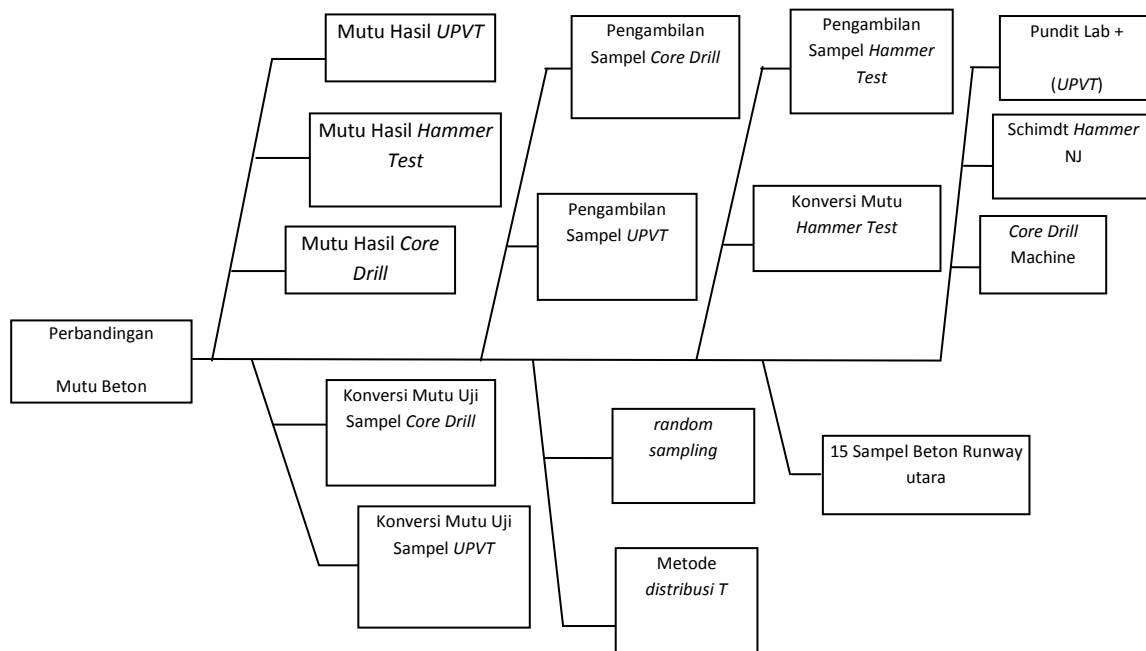 Mutu Hasil UPVT
Mutu Hasil Hammer
Test
Mutu Hasil Core
Drill
Pengambilan
Sampel Core Drill
Pengambilan
Sampel UPVT
Pengambilan
Sampel Hammer
Test
Konversi Mutu
Hammer Test
Pundit Lab +
(UPVT)
Schimdt Hammer
NJ
Core Drill
Machine
Perbandingan
Mutu Beton
Konversi Mutu Uji
Sampel Core Drill
Konversi Mutu Uji
Sampel UPVT
random
sampling
Metode
distribusi T
15 Sampel Beton Runway
utara